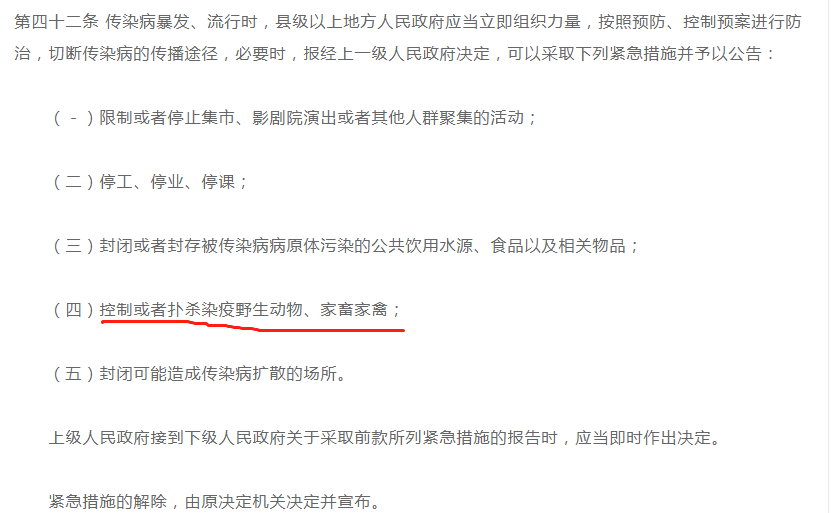 第四十二条 传染病暴发、流行时，县级以上地方人民政府应当立即组织力量，按照预防、控制预案进行防
治，切断传染病的传播途径，必要时，报经上一级人民政府决定，可以采取下列紧急措施并予以公告：
（－）限制或者停止集市、影剧院演出或者其他人群聚集的活动；
（二）停工、停业、停课；
（三）封闭或者封存被传染病病原体污染的公共饮用水源、食品以及相关物品；
（四）控制或者扑杀染疫野生动物、家畜家禽；
（五）封闭可能造成传染病扩散的场所。
上级人民政府接到下级人民政府关于采取前款所列紧急措施的报告时，应当即时作出决定。
紧急措施的解除，由原决定机关决定并宣布。